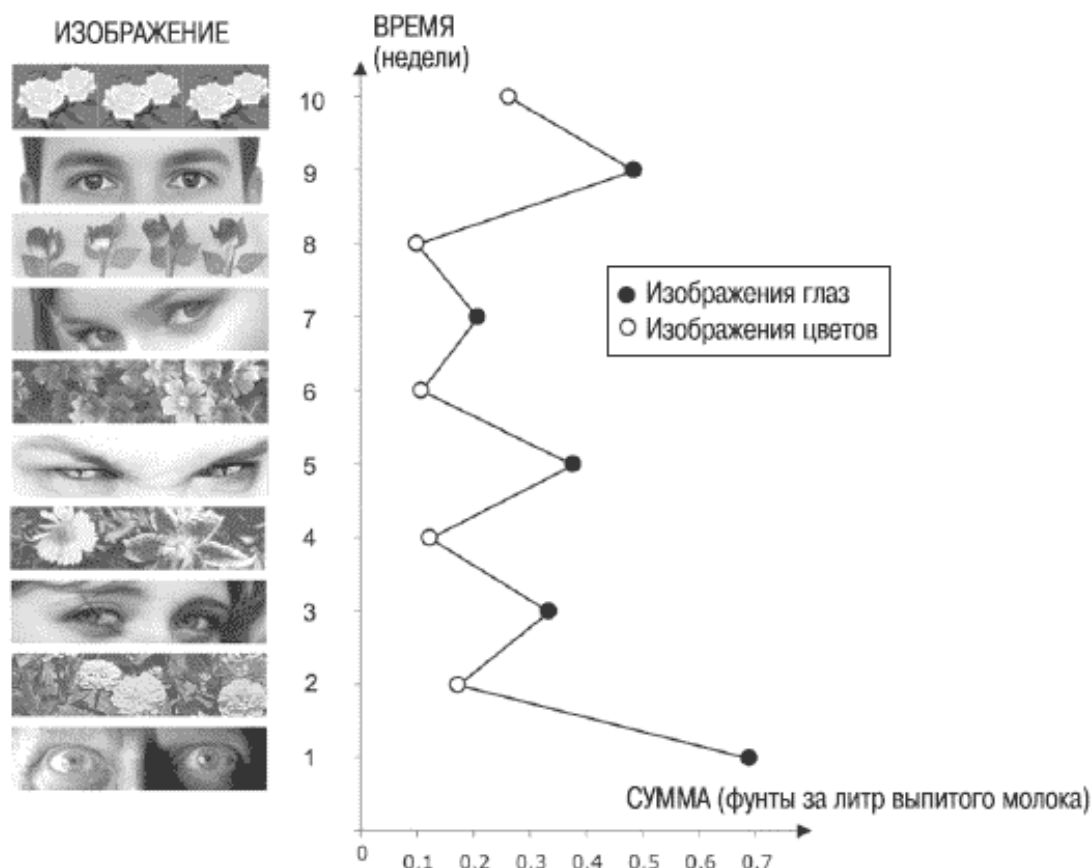 ИЗОБРАЖЕНИЕ
ВРЕМЯ
(недели)
10
9
8
7
6
5
4
3
2
1
Изображения глаз
Изображения цветов
СУММА (фунты за литр выпитого молока)
0 0.1 0.2 0.3 0.4 0.5 0.6 0.7